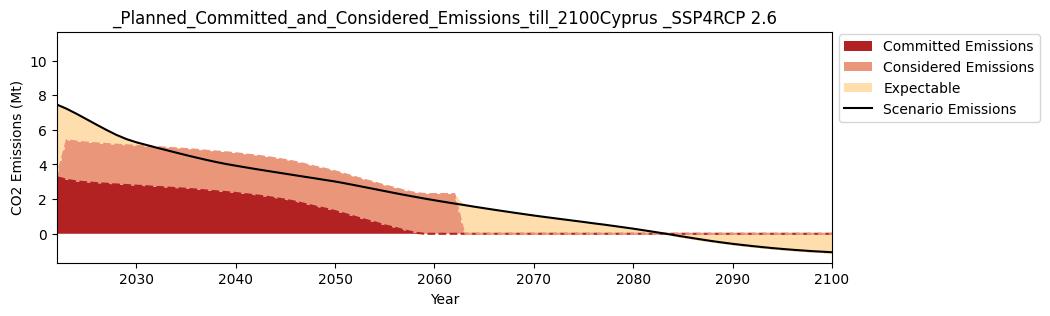 _Planned_Committed_and_Considered_Emissions_till_2100Cyprus _SSP4RCP 2.6
Committed Emissions
Considered Emissions
Expectable
Scenario Emissions
CO2 Emissions (Mt)
10
8
6
4
2
0
2030 2040 2050 2060 2070 2080 2090 2100
Year